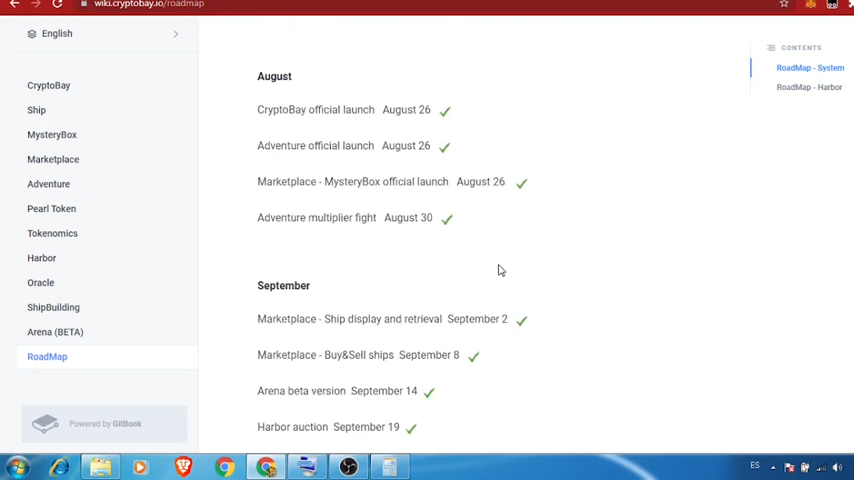 wiki.cryptobay.io/roadmap
English
CryptoBay
Ship
MysteryBox
Marketplace
Adventure
Pearl Token
Tokenomics
Harbor
Oracle
ShipBuilding
Arena (BETA)
RoadMap
Powered by GitBook
August
CryptoBay official launch August 26
Adventure official launch August 26
Marketplace - MysteryBox official launch August 26
Adventure multiplier fight August 30
September
Marketplace - Ship display and retrieval September 2
Marketplace - Buy&Sell ships September 8
Arena beta version September 14
Harbor auction September 19
CONTENTS
RoadMap - System
RoadMap - Harbor
ES